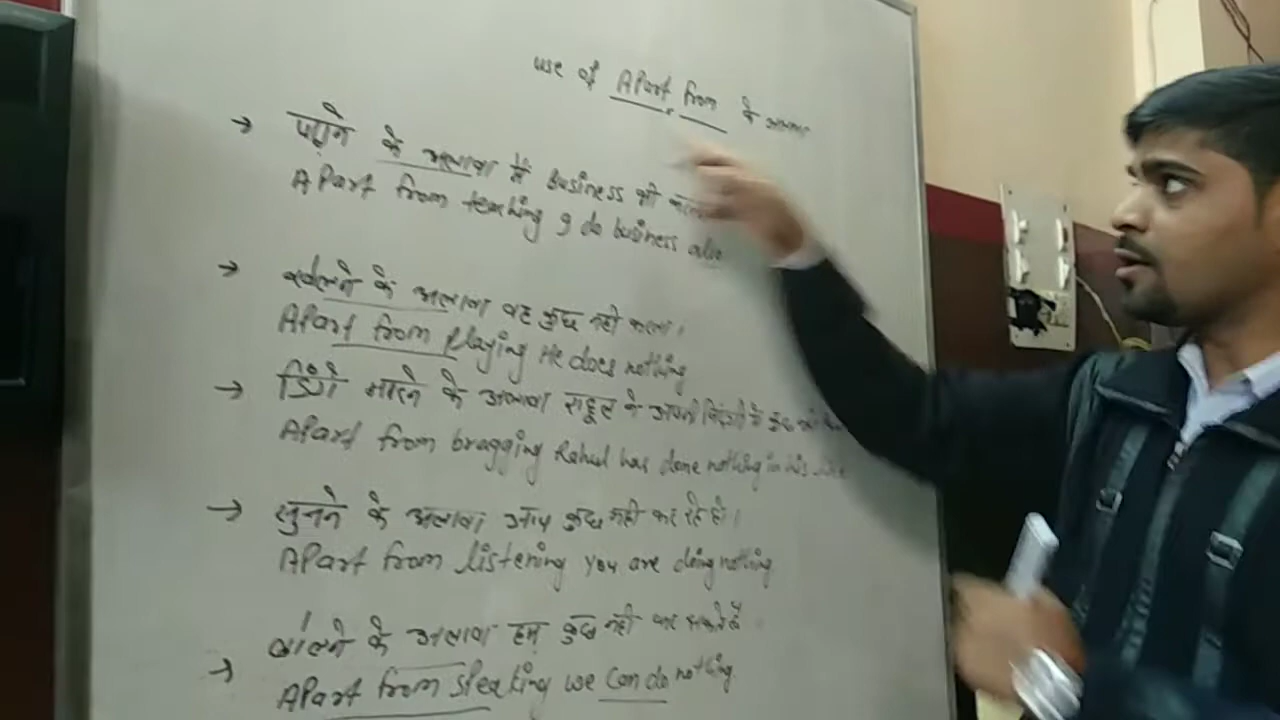 use of Apart from के अलावा
→ पढ़ाने के अलावा मैं business भी
Apart from teaching I do business also
→ खेलने के अलावा वह कुछ नही करता।
Apart from playing He does nothing
→ डिंगे मारने के अलावा राहुल ने अपनी जिंदगी में कुछ नही
Apart from bragging Rahul has done nothing in his life
→ सुनने के अलावा आप कुछ नही कर रहे हो।
Apart from listening you are doing nothing
→ बोलने के अलावा हम कुछ नही कर सकते हैं
Apart from speaking we can do nothing